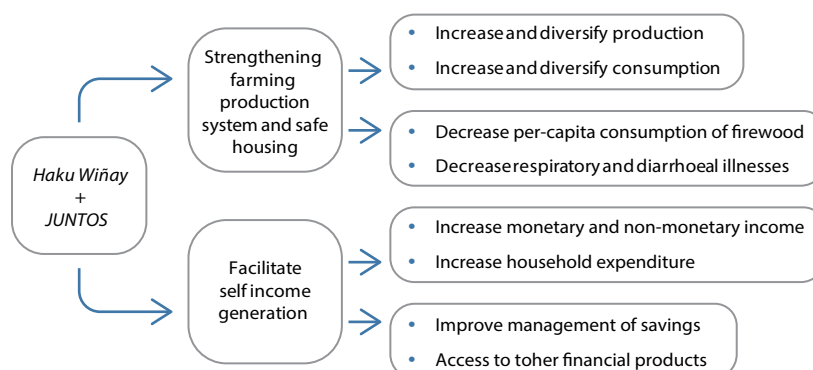 Haku Wiñay
+
JUNTOS
Strengthening
farming
production
system and safe
housing
• Increase and diversify production
• Increase and diversify consumption
• Decrease per-capita consumption of firewood
• Decrease respiratory and diarrhoeal illnesses
Facilitate
self income
generation
• Increase monetary and non-monetary income
• Increase household expenditure
• Improve management of savings
• Access to toher financial products